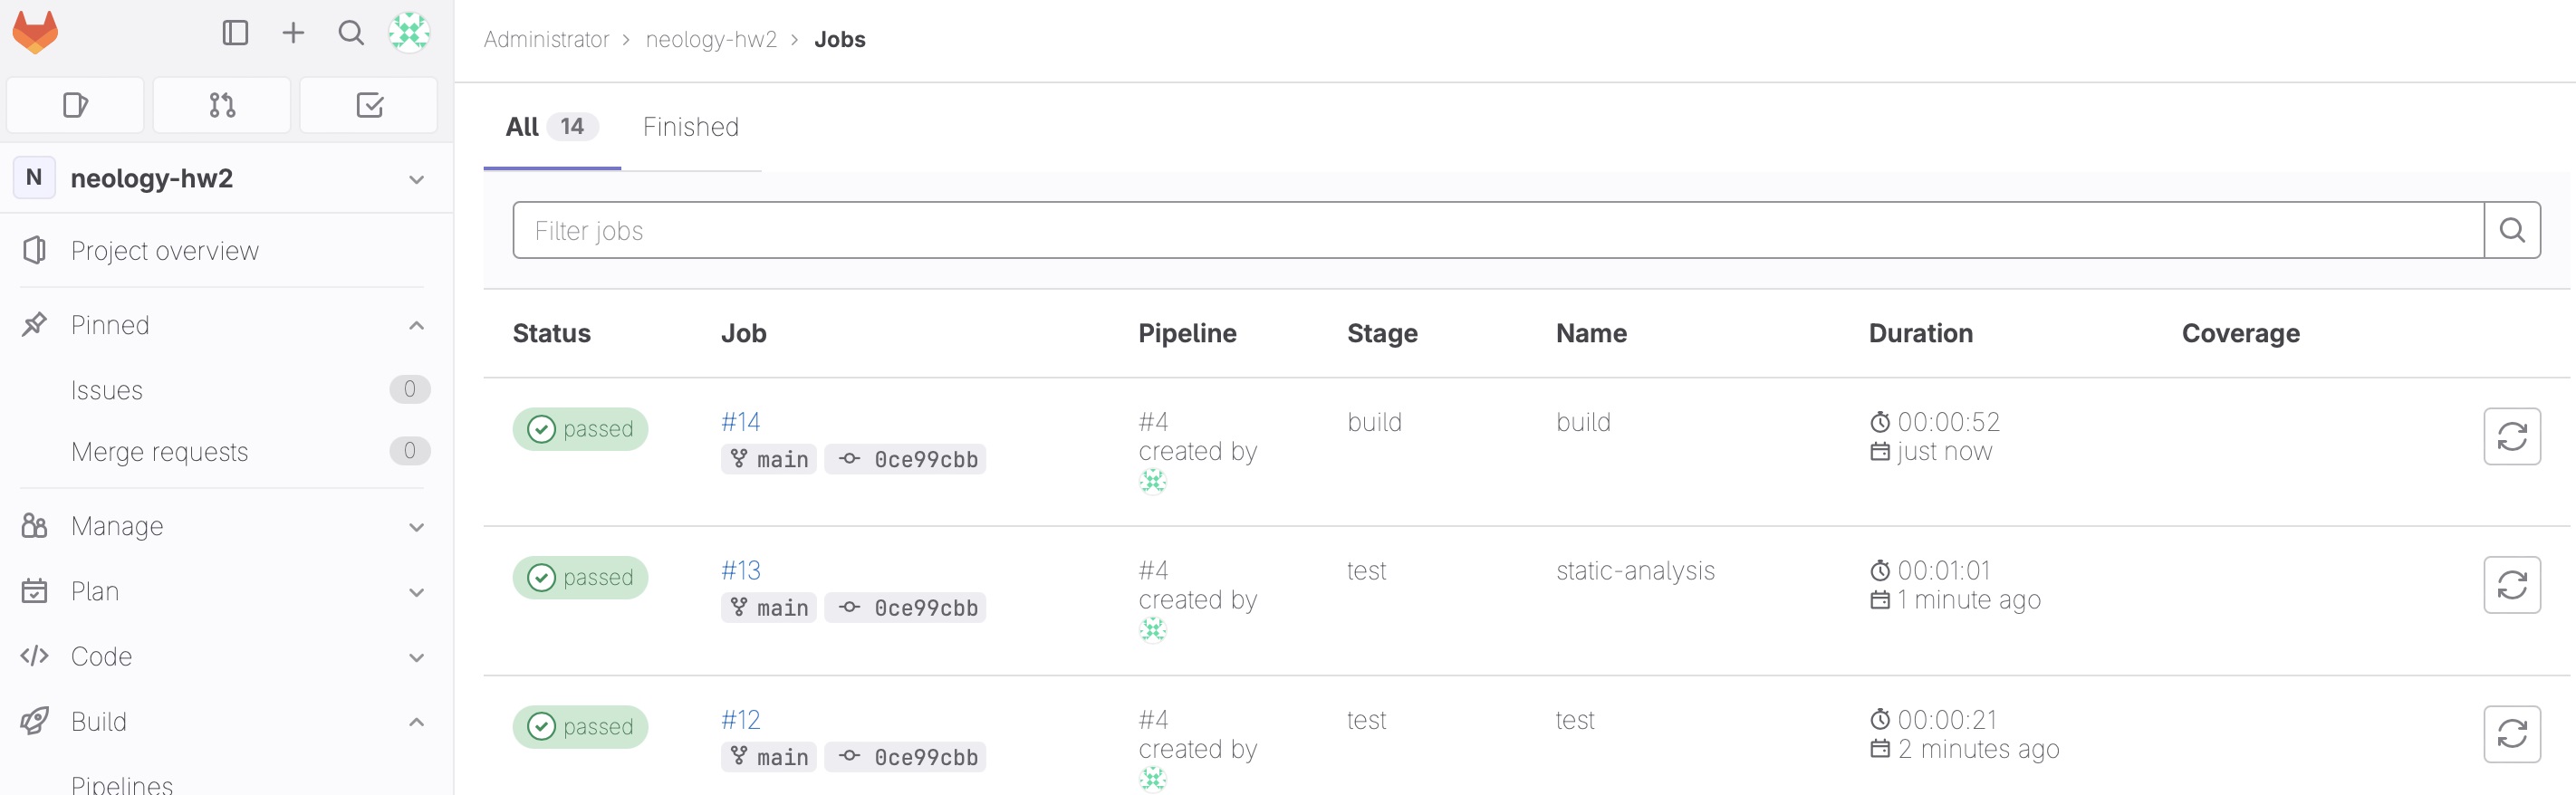 Administrator > neology-hw2 > Jobs
All 14 Finished
N neology-hw2
Filter jobs
Project overview
Pinned
Issues 0
Merge requests 0
Manage
Plan
Code
Build
Pipelines
Status Job Pipeline Stage Name Duration Coverage
passed #14 #4 build build 00:00:52
main 0ce99cbb created by just now
passed #13 #4 test static-analysis 00:01:01
main 0ce99cbb created by 1 minute ago
passed #12 #4 test test 00:00:21
main 0ce99cbb created by 2 minutes ago